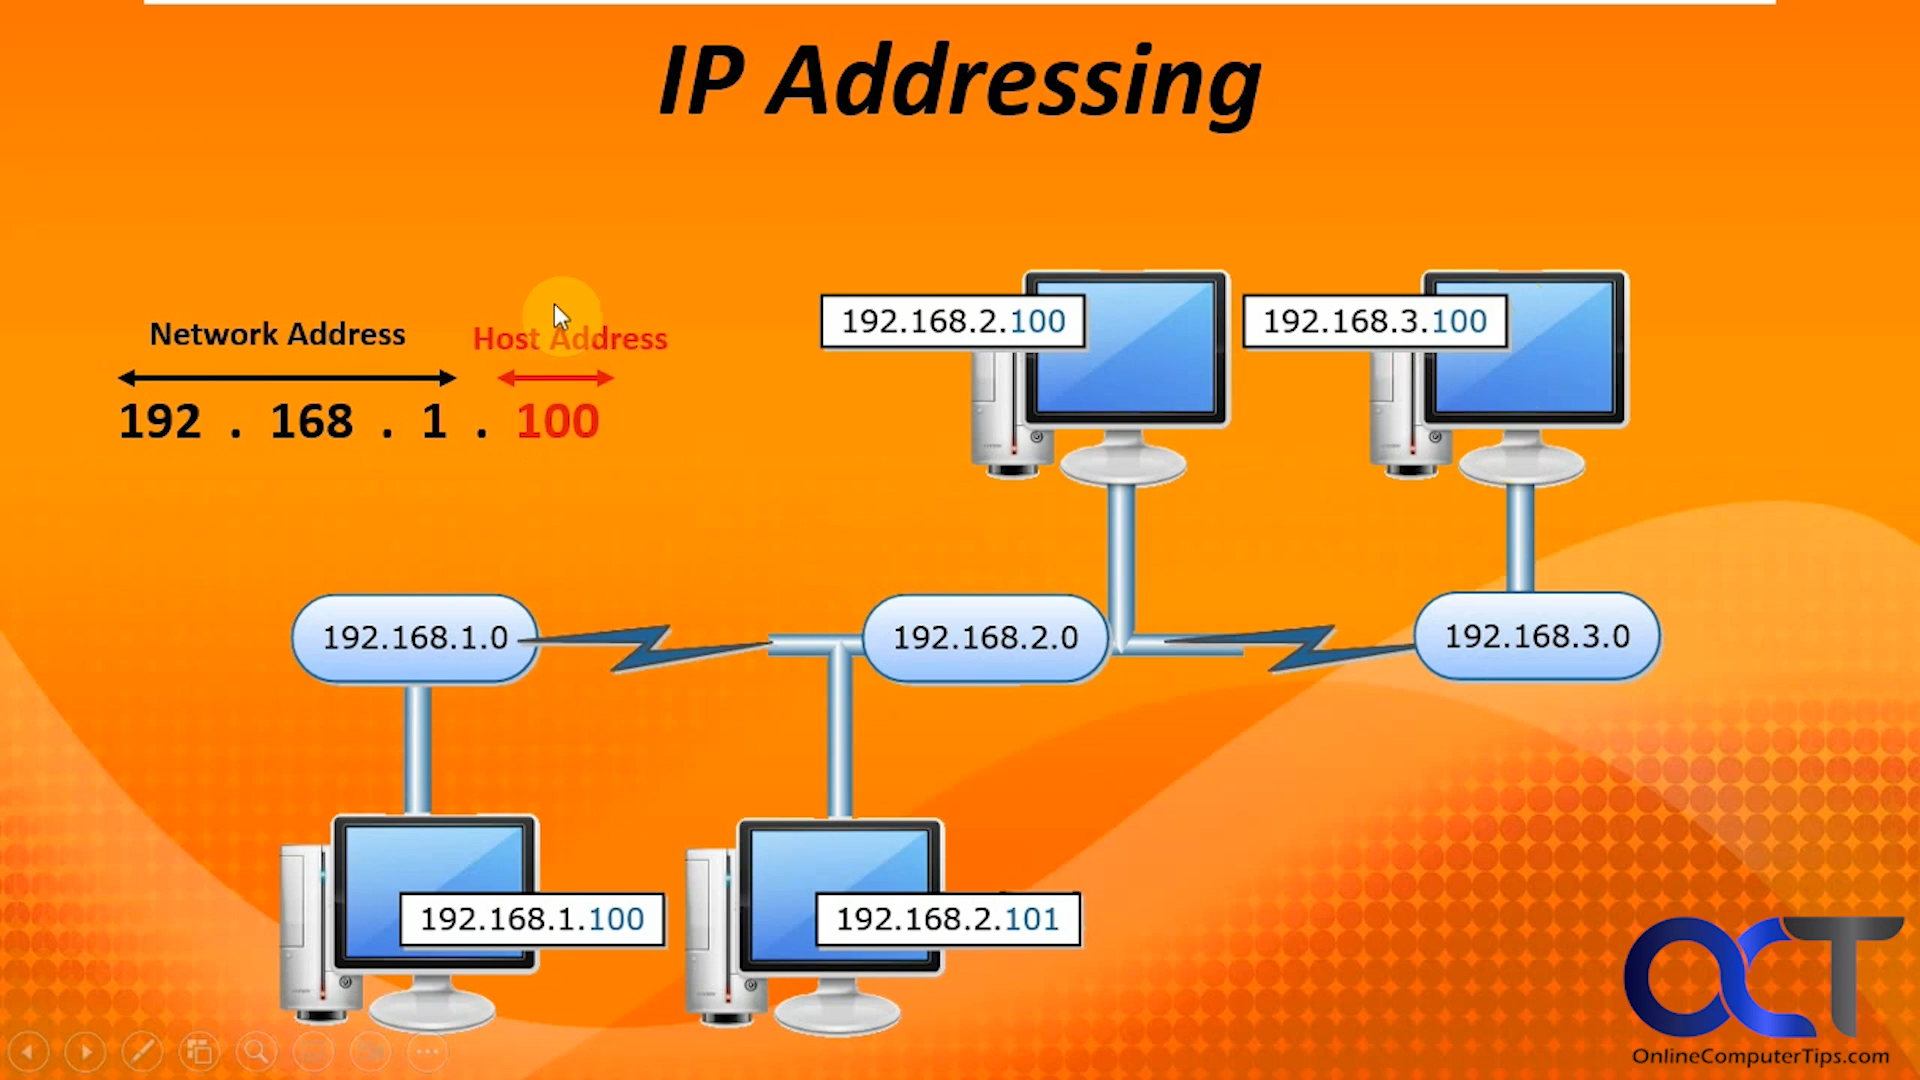 IP Addressing
Network Address
Host Address
192 . 168 . 1 . 100
192.168.2.100
192.168.3.100
192.168.1.0
192.168.2.0
192.168.3.0
192.168.1.100
192.168.2.101
OCT
OnlineComputerTips.com